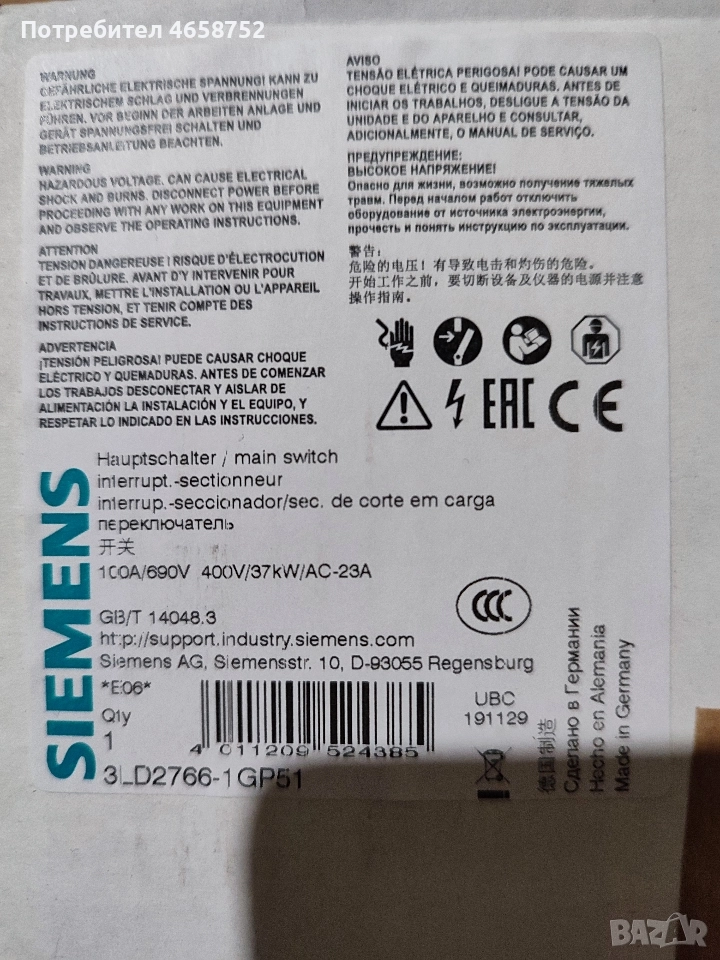 Потребител 4658752
WARNUNG
GEFÄHRLICHE ELEKTRISCHE SPANNUNG! KANN ZU
ELEKTRISCHEM SCHLAG UND VERBRENNUNGEN
FÜHREN. VOR BEGINN DER ARBEITEN ANLAGE UND
GERÄT SPANNUNGSFREI SCHALTEN UND
BETRIEBSANLEITUNG BEACHTEN.
WARNING
HAZARDOUS VOLTAGE. CAN CAUSE ELECTRICAL
SHOCK AND BURNS. DISCONNECT POWER BEFORE
PROCEEDING WITH ANY WORK ON THIS EQUIPMENT
AND OBSERVE THE OPERATING INSTRUCTIONS.
ATTENTION
TENSION DANGEREUSE ! RISQUE D'ÉLECTROCUTION
ET DE BRÛLURE. AVANT D'Y INTERVENIR POUR
TRAVAUX, METTRE L'INSTALLATION OU L'APPAREIL
HORS TENSION, ET TENIR COMPTE DES
INSTRUCTIONS DE SERVICE.
ADVERTENCIA
¡TENSIÓN PELIGROSA! PUEDE CAUSAR CHOQUE
ELÉCTRICO Y QUEMADURAS. ANTES DE COMENZAR
LOS TRABAJOS DESCONECTAR Y AISLAR DE
ALIMENTACIÓN LA INSTALACIÓN Y EL EQUIPO, Y
RESPETAR LO INDICADO EN LAS INSTRUCCIONES.
AVISO
TENSÃO ELÉTRICA PERIGOSA! PODE CAUSAR UM
CHOQUE ELÉTRICO E QUEIMADURAS. ANTES DE
INICIAR OS TRABALHOS, DESLIGUE A TENSÃO DA
UNIDADE E DO APARELHO E CONSULTAR,
ADICIONALMENTE, O MANUAL DE SERVIÇO.
ПРЕДУПРЕЖДЕНИЕ:
ВЫСОКОЕ НАПРЯЖЕНИЕ!
Опасно для жизни, возможно получение тяжелых
травм. Перед началом работ отключить
оборудование от источника электроэнергии,
прочесть и понять инструкцию по эксплуатации.
警告:
危险的电压! 有导致电击和灼伤的危险。
开始工作之前, 要切断设备及仪器的电源并注意
操作指南。
EAC CE
SIEMENS
Hauptschalter / main switch
interrupt.-sectionneur
interrup.-seccionador/sec. de corte em carga
переключатель
开关
100A/690V 400V/37kW/AC-23A
GB/T 14048.3
CCC
http://support.industry.siemens.com
Siemens AG, Siemensstr. 10, D-93055 Regensburg
*E06*
Qty
1
4 011209 524385
UBC
191129
3LD2766-1GP51
德国制造
Сделано в Германии
Hecho en Alemania
Made in Germany
BAZAR